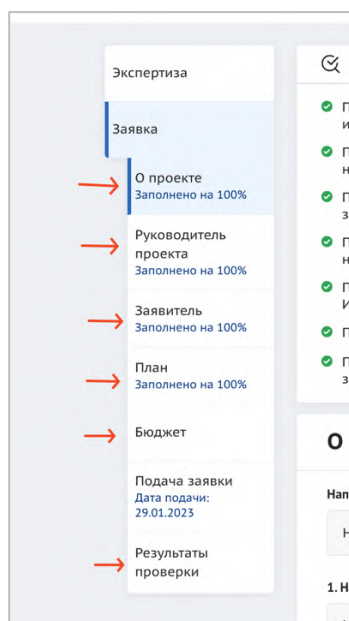 Экспертиза
Заявка
О проекте
Заполнено на 100%
Руководитель
проекта
Заполнено на 100%
Заявитель
Заполнено на 100%
План
Заполнено на 100%
Бюджет
Подача заявки
Дата подачи:
29.01.2023
Результаты
проверки
О